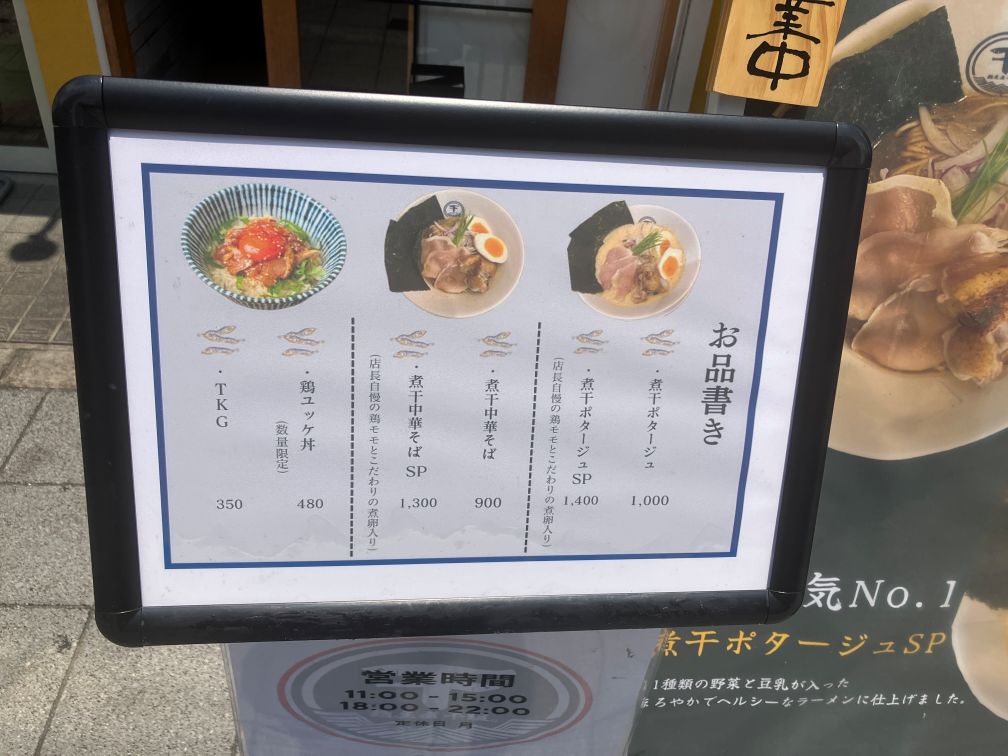 業中
お品書き
・煮干ポタージュ
1,000
・煮干ポタージュSP
(店長自慢の鶏モモとこだわりの煮卵入り)
1,400
・煮干中華そば
900
・煮干中華そば SP
(店長自慢の鶏モモとこだわりの煮卵入り)
1,300
・鶏ユッケ丼
(数量限定)
480
・TKG
350
気No.1
煮干ポタージュSP
1種類の野菜と豆乳が入った
ろやかでヘルシーなラーメンに仕上げました。
営業時間
11:00 - 15:00
18:00 - 22:00
定休日 月